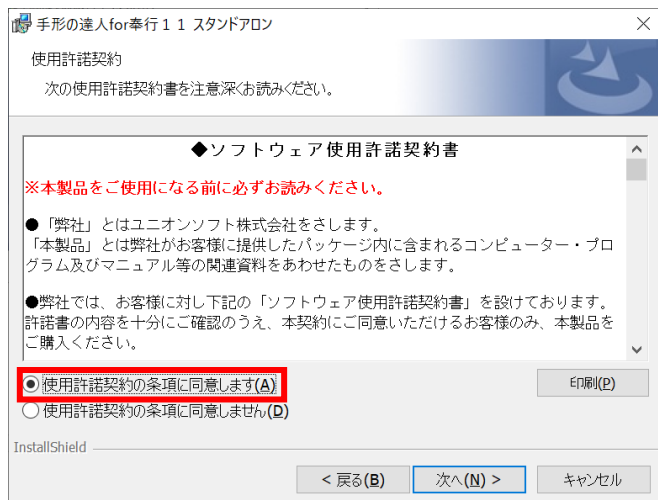 手形の達人for奉行１１ スタンドアロン
使用許諾契約
次の使用許諾契約書を注意深くお読みください。
◆ソフトウェア使用許諾契約書
※本製品をご使用になる前に必ずお読みください。
●「弊社」とはユニオンソフト株式会社をさします。
「本製品」とは弊社がお客様に提供したパッケージ内に含まれるコンピューター・プロ
グラム及びマニュアル等の関連資料をあわせたものをさします。
●弊社では、お客様に対し下記の「ソフトウェア使用許諾契約書」を設けております。
許諾書の内容を十分にご確認のうえ、本契約にご同意いただけるお客様のみ、本製品を
ご購入ください。
使用許諾契約の条項に同意します(A)
印刷(P)
使用許諾契約の条項に同意しません(D)
InstallShield
< 戻る(B)
次へ(N) >
キャンセル